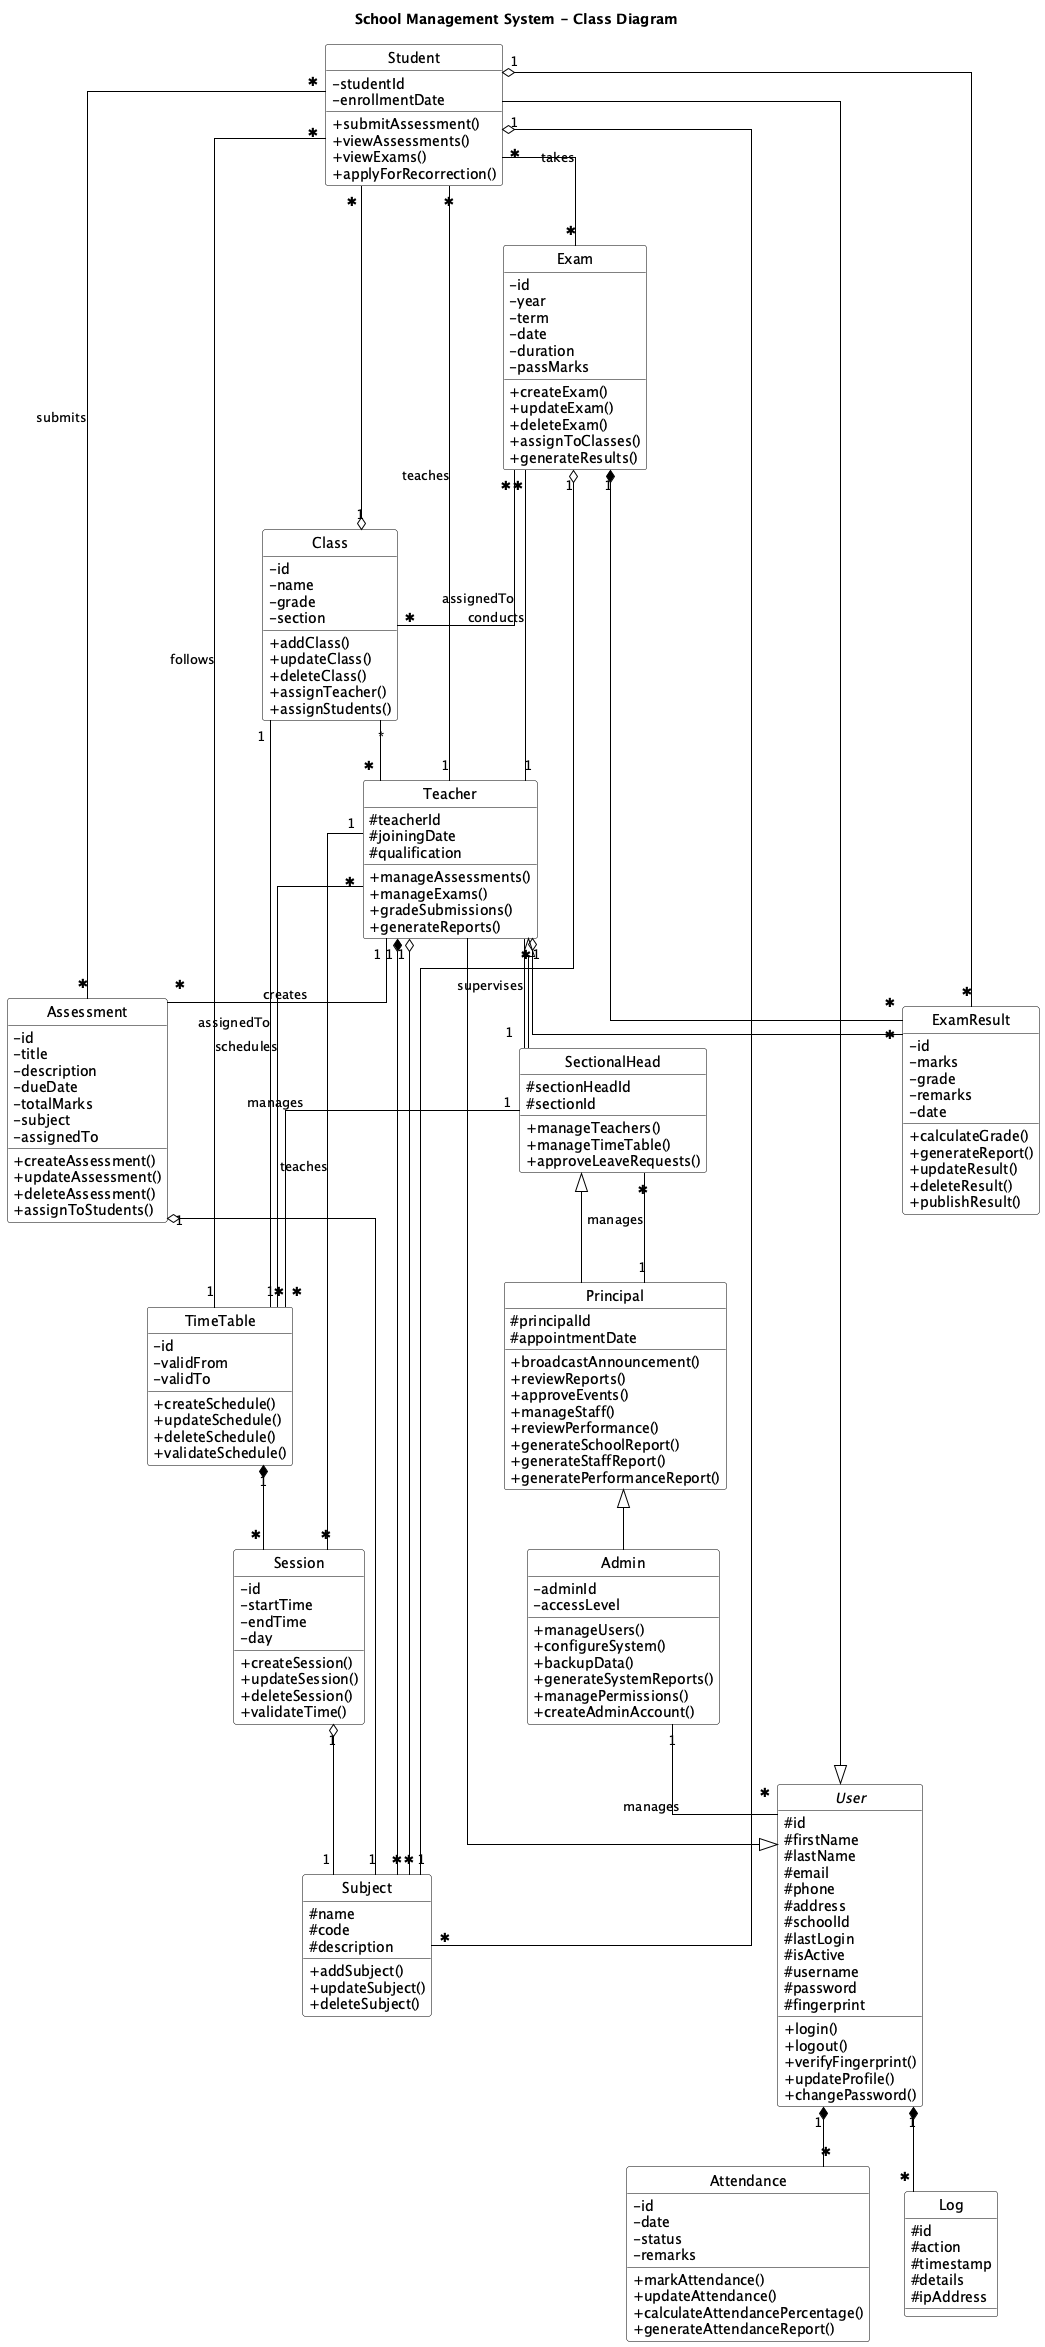 School Management System – Class Diagram
Student
-studentId
-enrollmentDate
+submitAssessment()
+viewAssessments()
+viewExams()
+applyForRecorrection()
1
*
*
1
*
takes
*
*
*
Exam
-id
-year
-term
-date
-duration
-passMarks
+createExam()
+updateExam()
+deleteExam()
+assignToClasses()
+generateResults()
submits
teaches
* *
1
1
1
Class
-id
-name
-grade
-section
+addClass()
+updateClass()
+deleteClass()
+assignTeacher()
+assignStudents()
assignedTo
*
conducts
follows
1
*
*
1
1
Teacher
#teacherId
#joiningDate
#qualification
+manageAssessments()
+manageExams()
+gradeSubmissions()
+generateReports()
1
*
1 1 1
* 1
supervises
*
*
creates
*
*
*
assignedTo
schedules
1
Assessment
-id
-title
-description
-dueDate
-totalMarks
-subject
-assignedTo
+createAssessment()
+updateAssessment()
+deleteAssessment()
+assignToStudents()
1
ExamResult
-id
-marks
-grade
-remarks
-date
+calculateGrade()
+generateReport()
+updateResult()
+deleteResult()
+publishResult()
SectionalHead
#sectionHeadId
#sectionId
+manageTeachers()
+manageTimeTable()
+approveLeaveRequests()
manages
1
teaches
*
manages
1
1
1 * *
TimeTable
-id
-validFrom
-validTo
+createSchedule()
+updateSchedule()
+deleteSchedule()
+validateSchedule()
1
Principal
#principalId
#appointmentDate
+broadcastAnnouncement()
+reviewReports()
+approveEvents()
+manageStaff()
+reviewPerformance()
+generateSchoolReport()
+generateStaffReport()
+generatePerformanceReport()
*
*
Session
-id
-startTime
-endTime
-day
+createSession()
+updateSession()
+deleteSession()
+validateTime()
1
Admin
-adminId
-accessLevel
+manageUsers()
+configureSystem()
+backupData()
+generateSystemReports()
+managePermissions()
+createAdminAccount()
1
*
manages
1
1
* * 1
Subject
#name
#code
#description
+addSubject()
+updateSubject()
+deleteSubject()
*
User
#id
#firstName
#lastName
#email
#phone
#address
#schoolId
#lastLogin
#isActive
#username
#password
#fingerprint
+login()
+logout()
+verifyFingerprint()
+updateProfile()
+changePassword()
1
1
*
*
Attendance
-id
-date
-status
-remarks
+markAttendance()
+updateAttendance()
+calculateAttendancePercentage()
+generateAttendanceReport()
Log
#id
#action
#timestamp
#details
#ipAddress